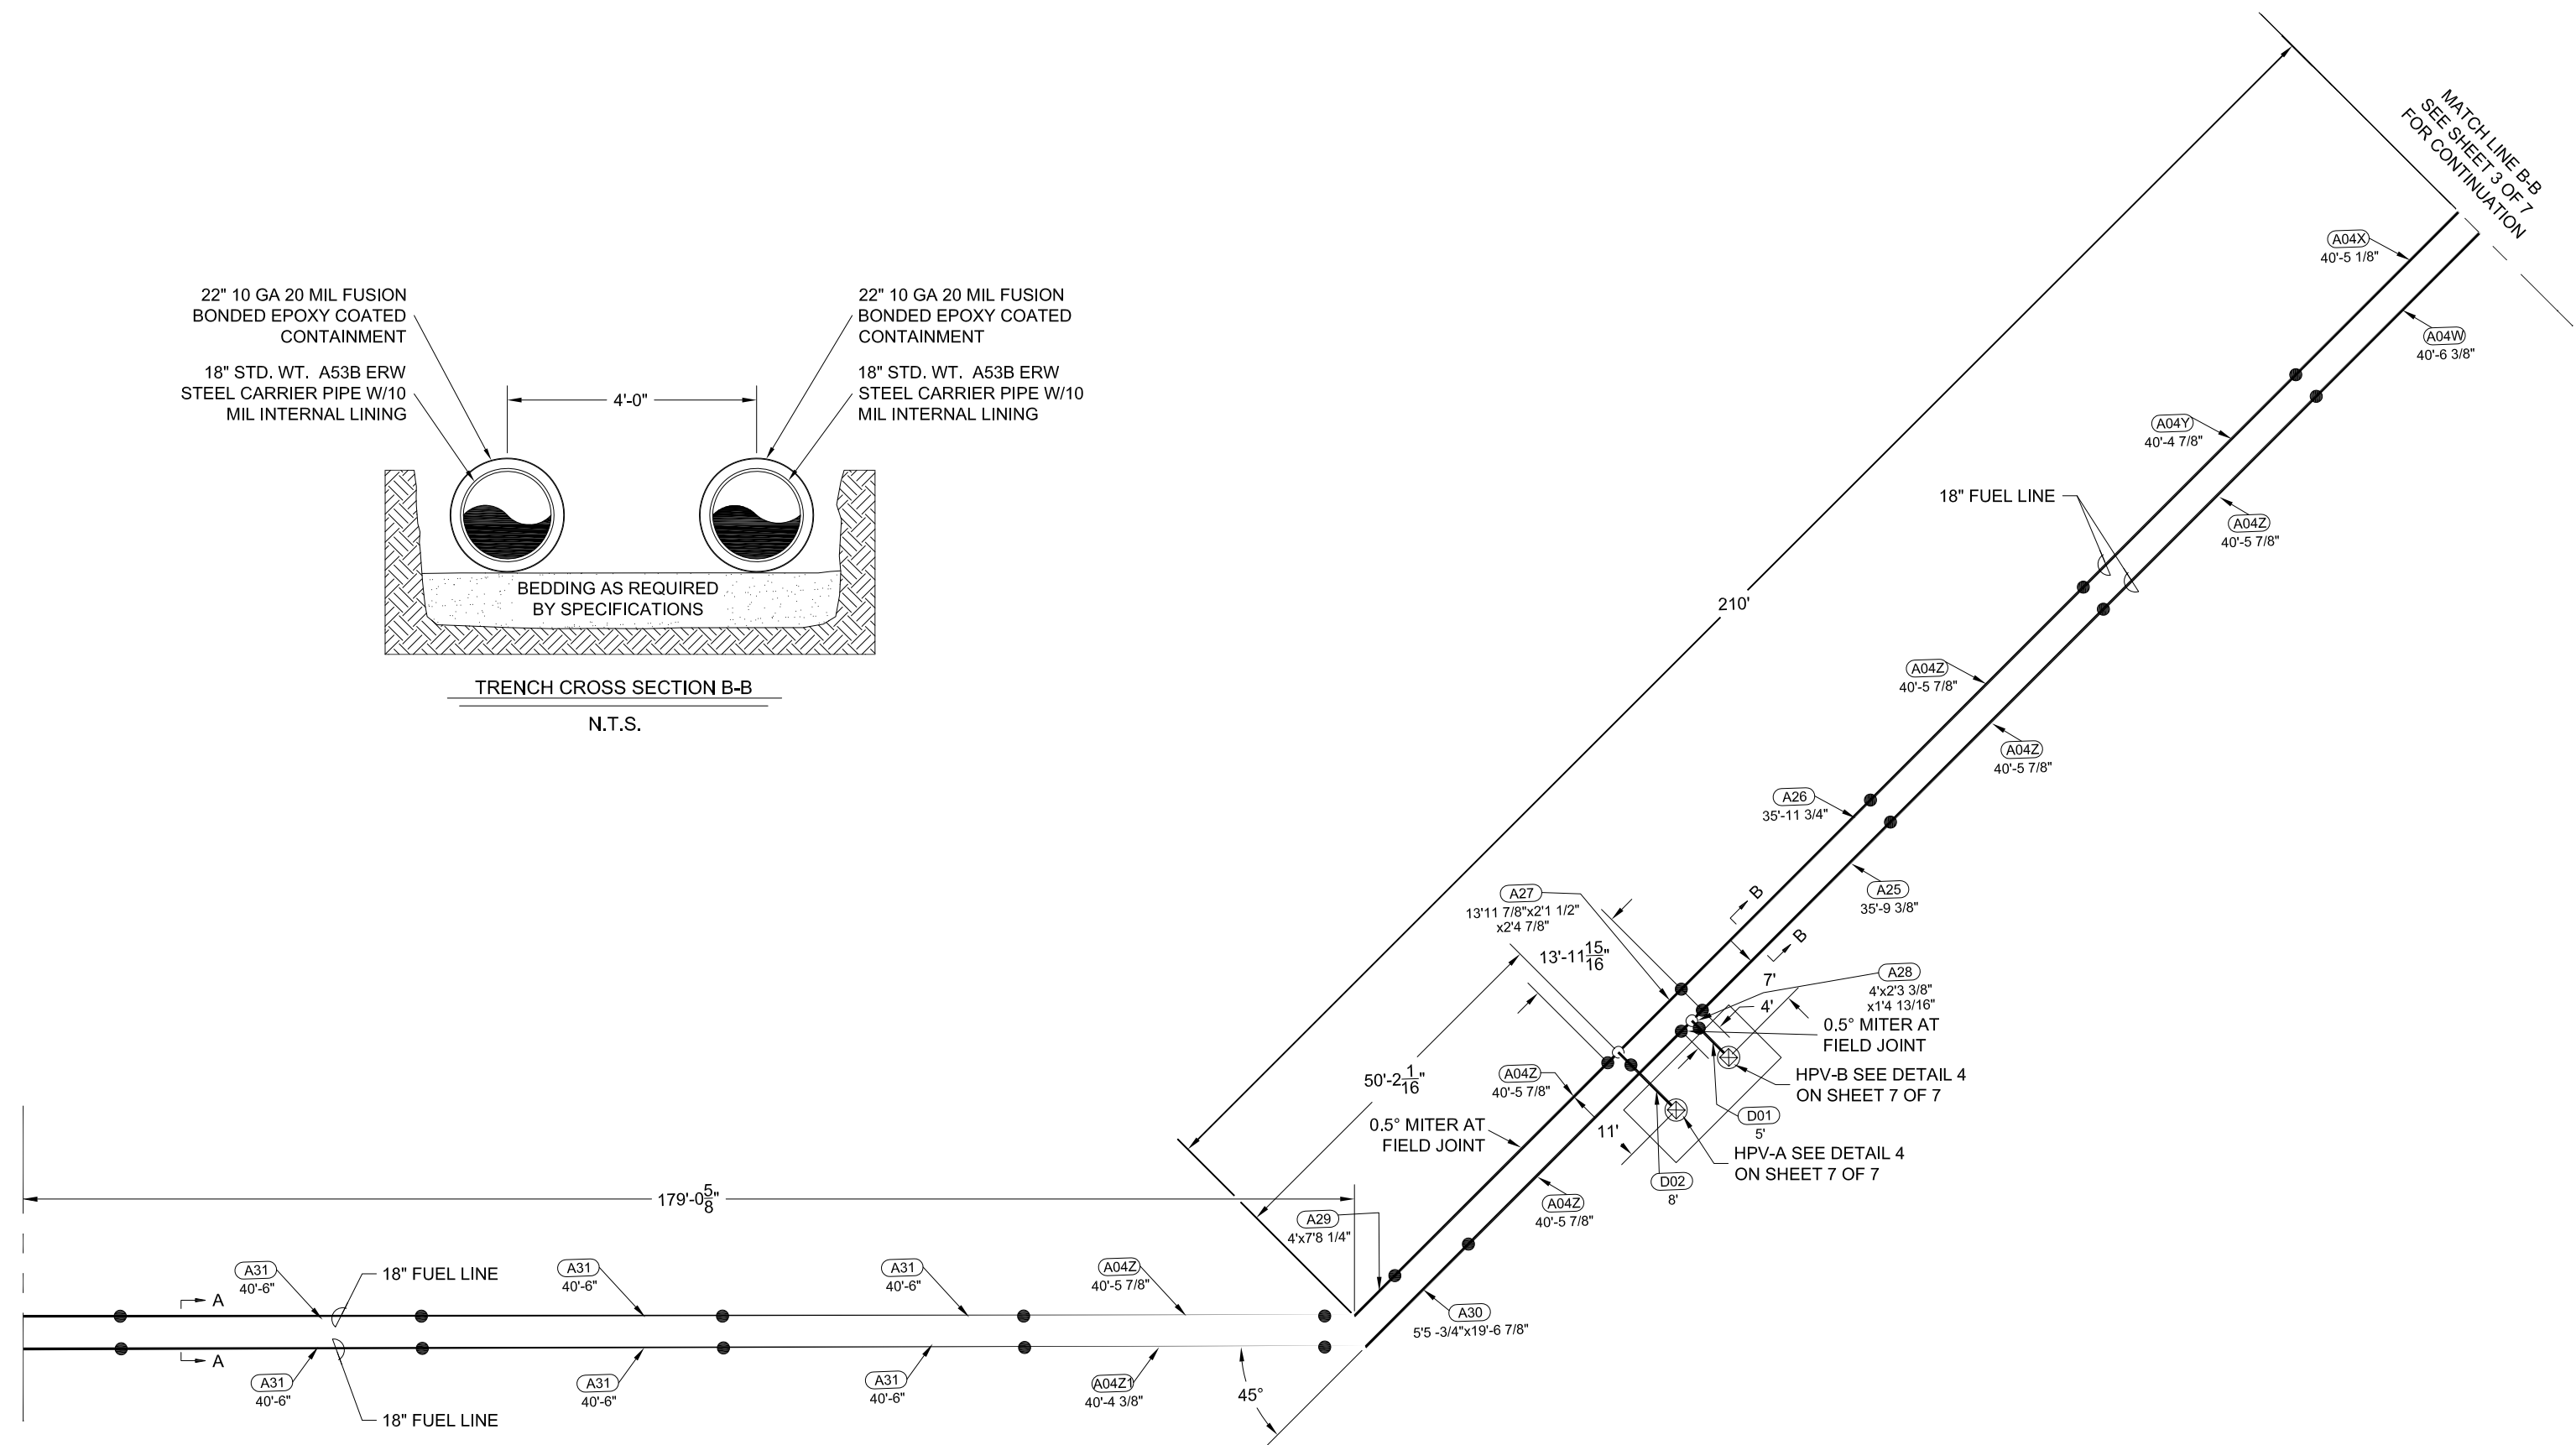 22" 10 GA 20 MIL FUSION
BONDED EPOXY COATED
CONTAINMENT
18" STD. WT. A53B ERW
STEEL CARRIER PIPE W/10
MIL INTERNAL LINING
4'-0"
22" 10 GA 20 MIL FUSION
BONDED EPOXY COATED
CONTAINMENT
18" STD. WT. A53B ERW
STEEL CARRIER PIPE W/10
MIL INTERNAL LINING
BEDDING AS REQUIRED
BY SPECIFICATIONS
TRENCH CROSS SECTION B-B
N.T.S.
MATCH LINE B-B
SEE SHEET 3 OF 7
FOR CONTINUATION
A04X
40'-5 1/8"
A04W
40'-6 3/8"
A04Y
40'-4 7/8"
18" FUEL LINE
A04Z
40'-5 7/8"
210'
A04Z
40'-5 7/8"
A04Z
40'-5 7/8"
A26
35'-11 3/4"
A25
35'-9 3/8"
A27
13'11 7/8"x2'1 1/2"
x2'4 7/8"
B
B
13'-11 15/16"
7'
4'
A28
4'x2'3 3/8"
x1'4 13/16"
0.5° MITER AT
FIELD JOINT
50'-2 1/16"
A04Z
40'-5 7/8"
HPV-B SEE DETAIL 4
ON SHEET 7 OF 7
0.5° MITER AT
FIELD JOINT
11'
D01
5'
HPV-A SEE DETAIL 4
ON SHEET 7 OF 7
D02
8'
A04Z
40'-5 7/8"
179'-0 5/8"
A29
4'x7'8 1/4"
A31
40'-6"
18" FUEL LINE
A31
40'-6"
A31
40'-6"
A04Z
40'-5 7/8"
A
A30
5'5 -3/4"x19'-6 7/8"
A
A31
40'-6"
A31
40'-6"
A31
40'-6"
A04Z1
40'-4 3/8"
45°
18" FUEL LINE